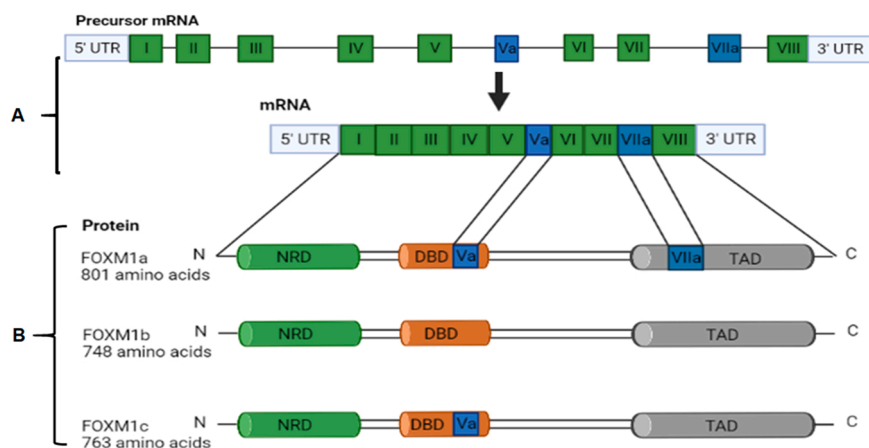 Precursor mRNA
5' UTR I II III IV V Va VI VII VIIa VIII 3' UTR
A
mRNA
5' UTR I II III IV V Va VI VII VIIa VIII 3' UTR
B
Protein
FOXM1a
801 amino acids
N NRD DBD Va VIIa TAD C
FOXM1b
748 amino acids
N NRD DBD TAD C
FOXM1c
763 amino acids
N NRD DBD Va TAD C